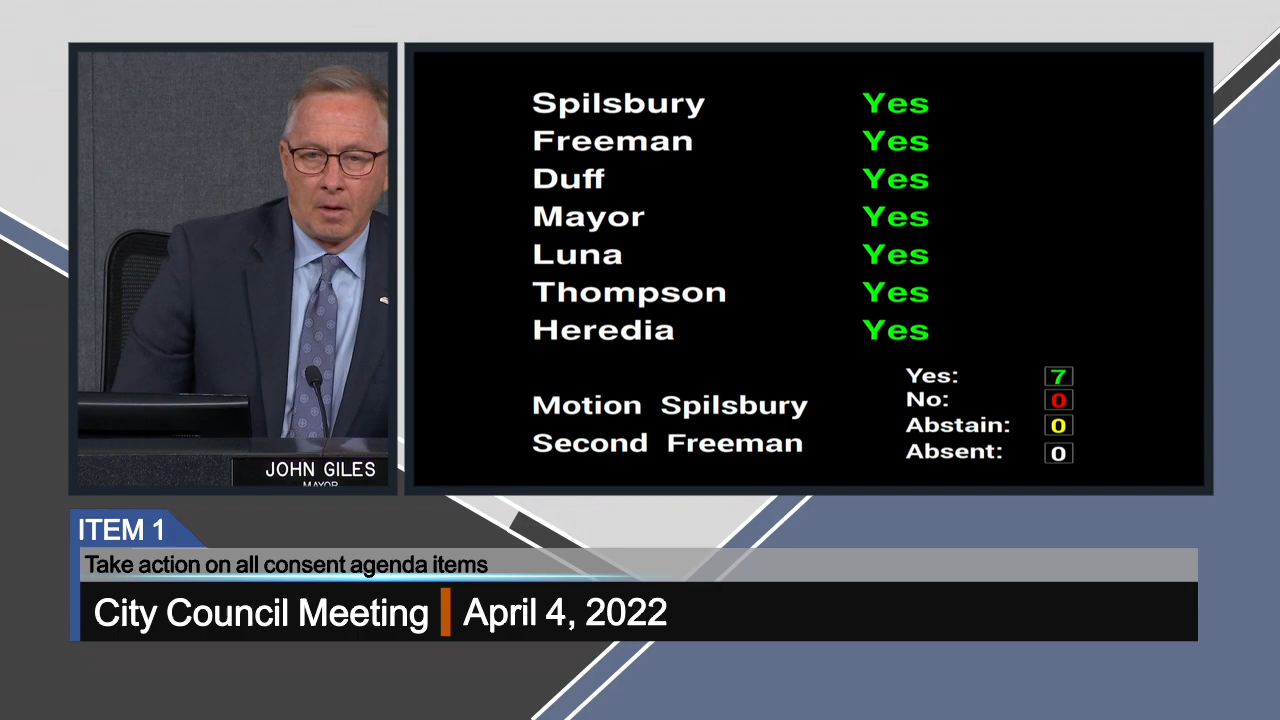 Spilsbury Yes
Freeman Yes
Duff Yes
Mayor Yes
Luna Yes
Thompson Yes
Heredia Yes
Yes: 7
No: 0
Abstain: 0
Absent: 0
Motion Spilsbury
Second Freeman
JOHN GILES
MAYOR
ITEM 1
Take action on all consent agenda items
City Council Meeting April 4, 2022